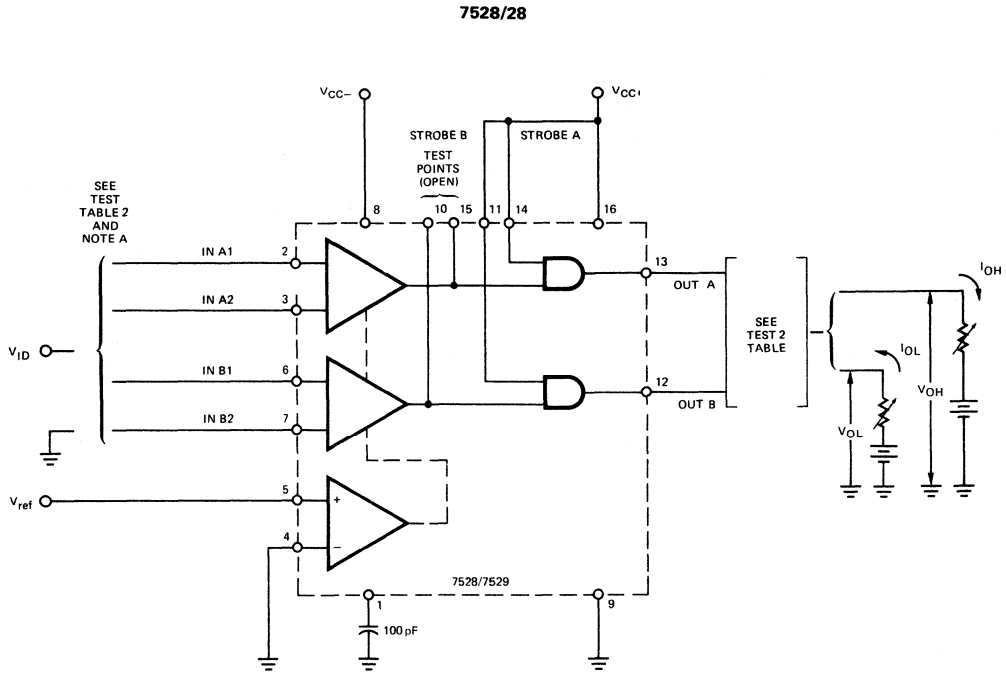 7528/28
VCC–
VCC+
STROBE B
STROBE A
TEST
POINTS
(OPEN)
SEE
TEST
TABLE 2
AND
NOTE A
8
10
15
11
14
16
IN A1
2
IN A2
3
IN B1
6
IN B2
7
VID
Vref
5
+
4
–
13
OUT A
12
OUT B
SEE
TEST 2
TABLE
IOH
IOL
VOH
VOL
7528/7529
1
9
100 pF